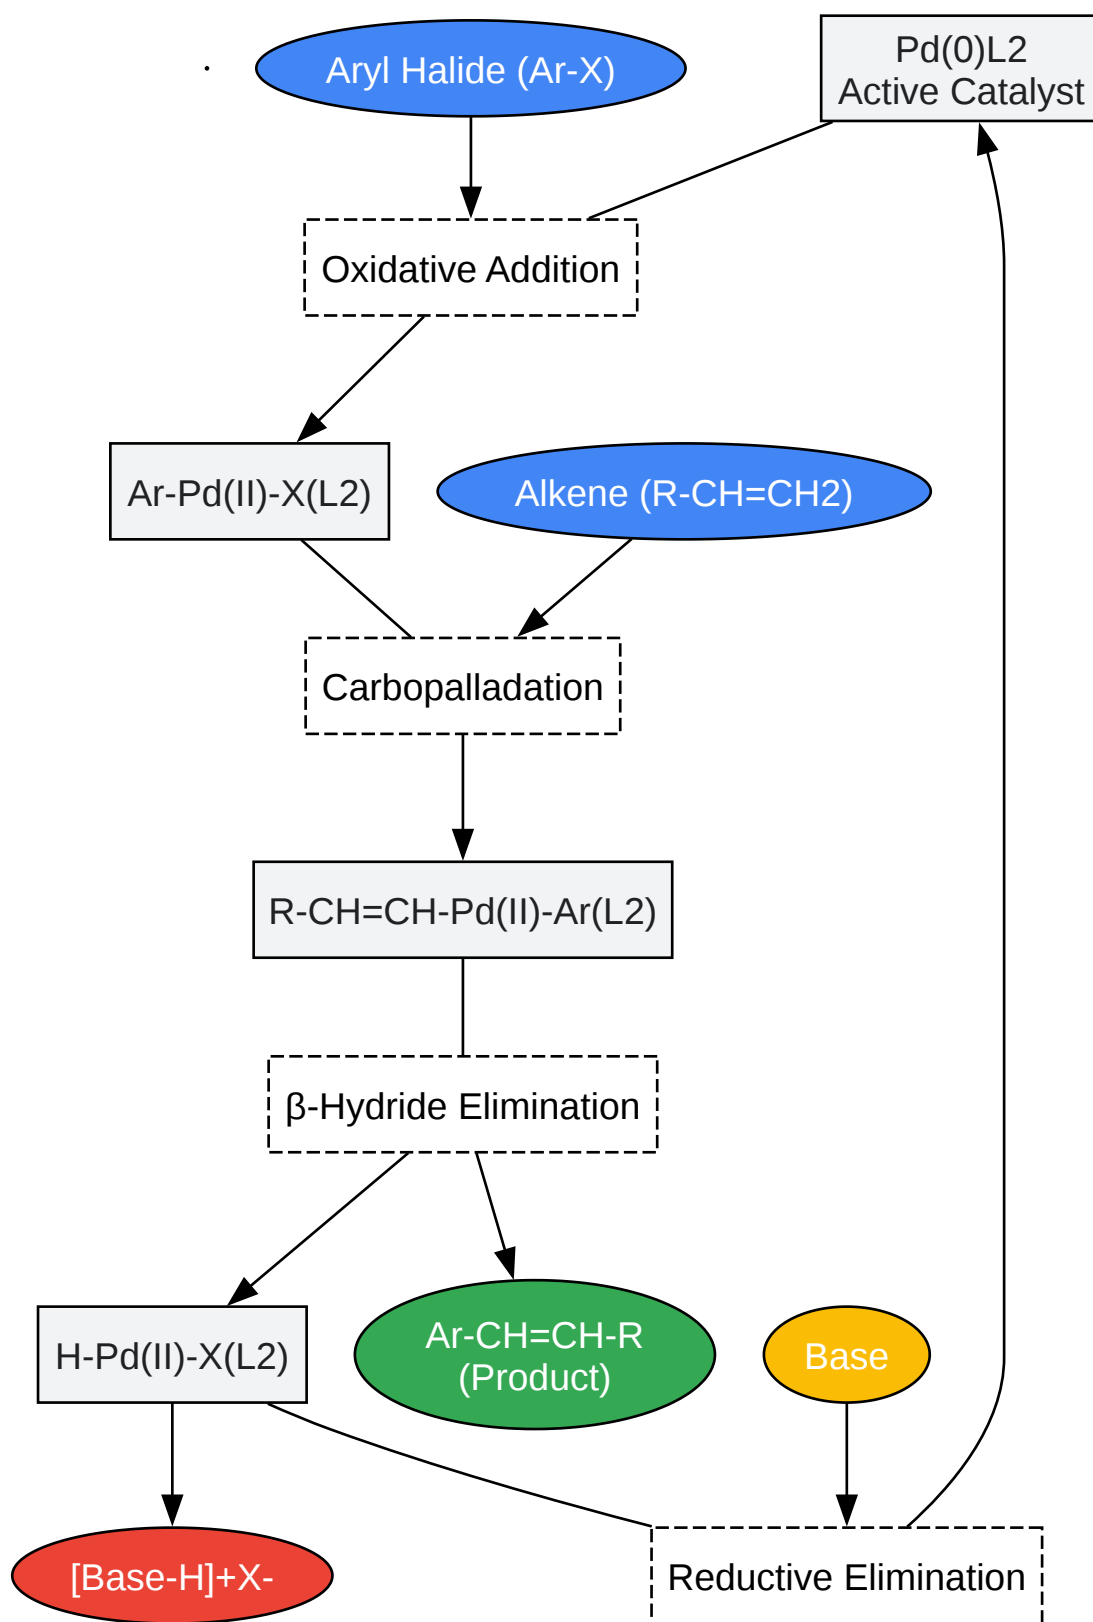 Aryl Halide (Ar-X)
Pd(0)L2
Active Catalyst
Oxidative Addition
Ar-Pd(II)-X(L2)
Alkene (R-CH=CH2)
Carbopalladation
R-CH=CH-Pd(II)-Ar(L2)
β-Hydride Elimination
H-Pd(II)-X(L2)
Ar-CH=CH-R
(Product)
Base
[Base-H]+X-
Reductive Elimination